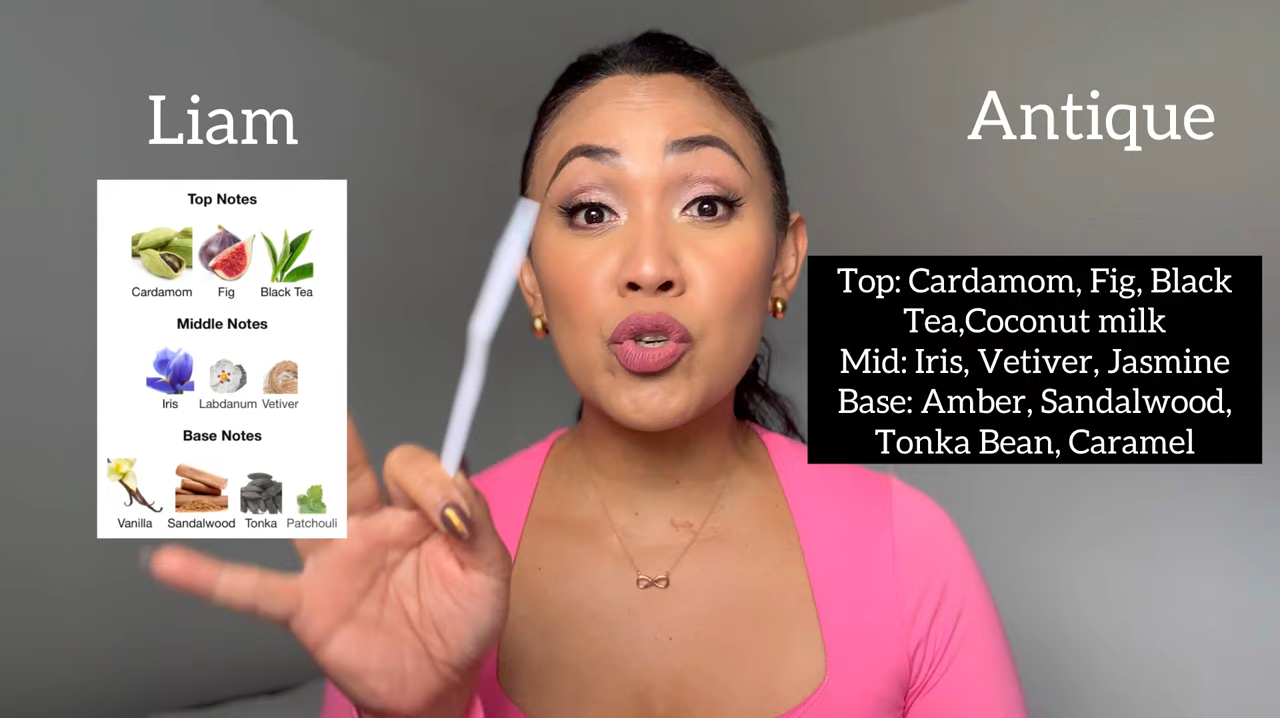 Liam
Top Notes
Cardamom Fig Black Tea
Middle Notes
Iris Labdanum Vetiver
Base Notes
Vanilla Sandalwood Tonka Patchouli
Antique
Top: Cardamom, Fig, Black
Tea,Coconut milk
Mid: Iris, Vetiver, Jasmine
Base: Amber, Sandalwood,
Tonka Bean, Caramel